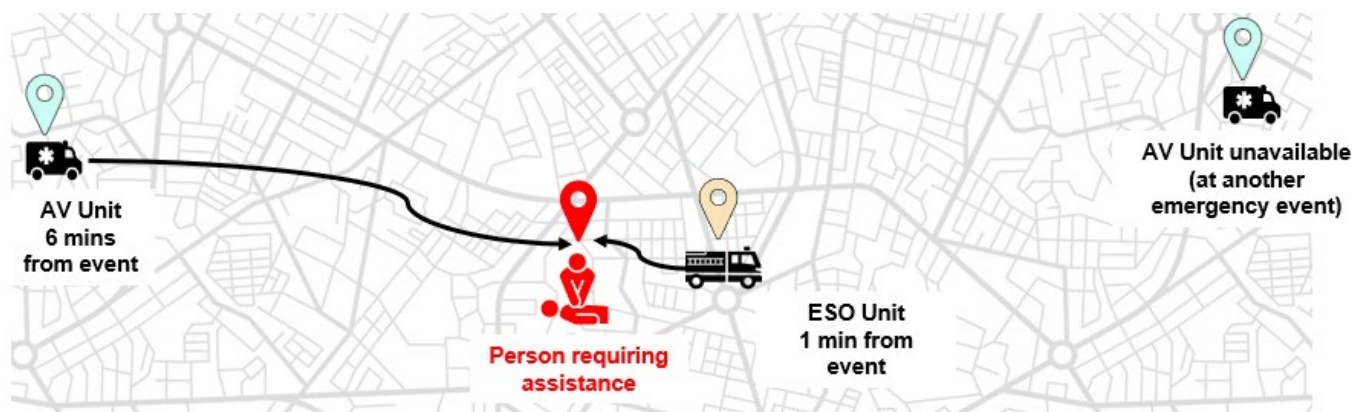 AV Unit
6 mins
from event
Person requiring
assistance
ESO Unit
1 min from
event
AV Unit unavailable
(at another
emergency event)